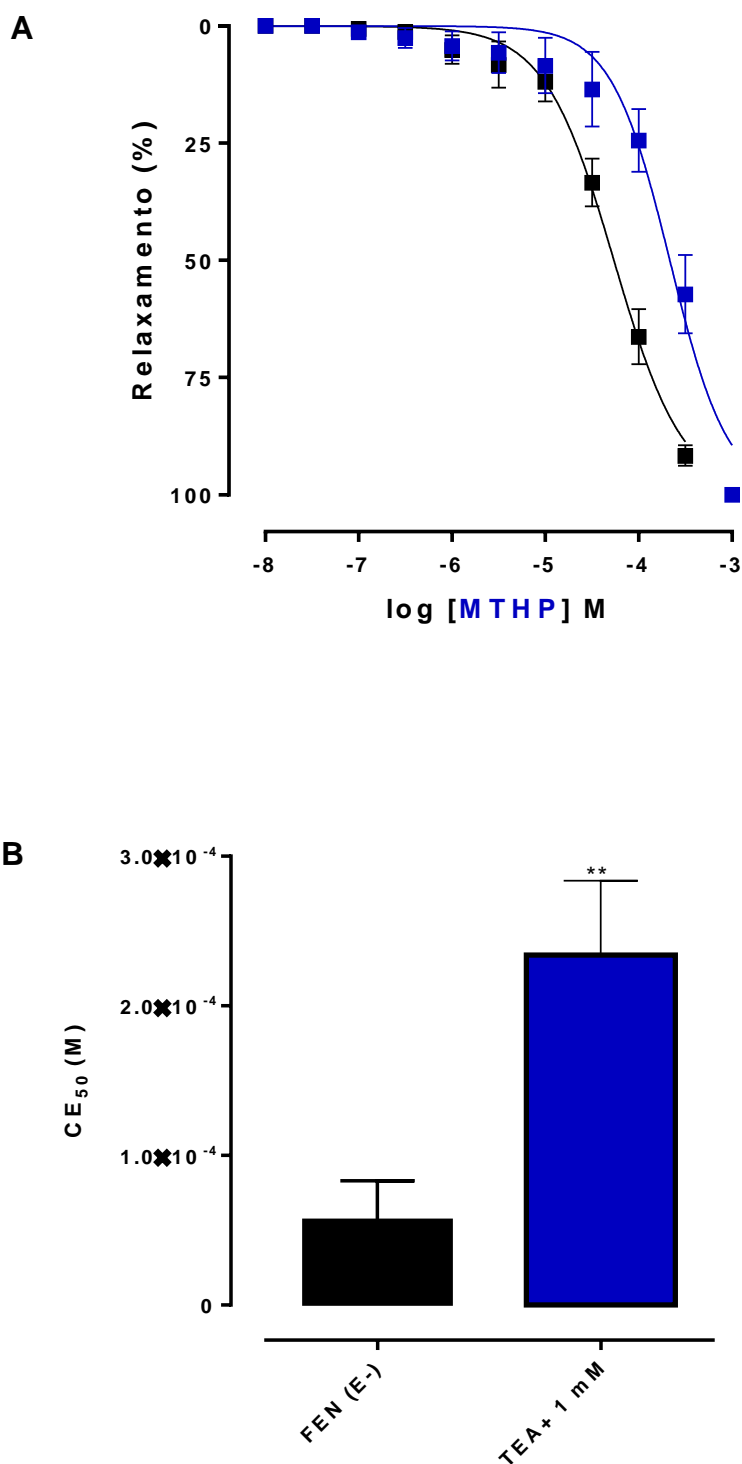 A
Relaxamento (%)
0
25
50
75
100
-8 -7 -6 -5 -4 -3
log [MTHP] M
B
CE50 (M)
3.0✖10 -4
2.0✖10 -4
1.0✖10 -4
0
**
FEN (E-)
TEA+ 1 mM